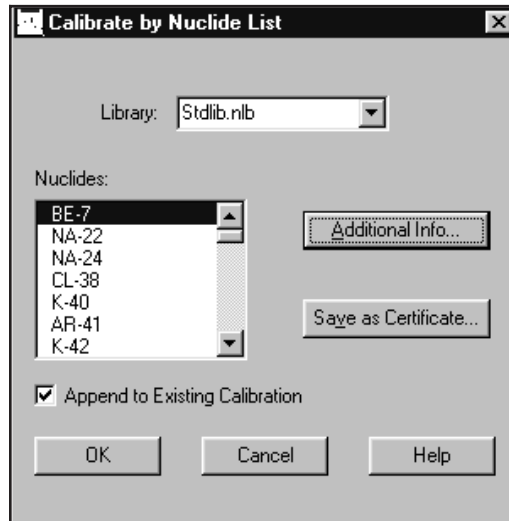 Calibrate by Nuclide List
Library: Stdlib.nlb
Nuclides:
BE-7
NA-22
NA-24
CL-38
K-40
AR-41
K-42
Additional Info...
Save as Certificate...
Append to Existing Calibration
OK Cancel Help